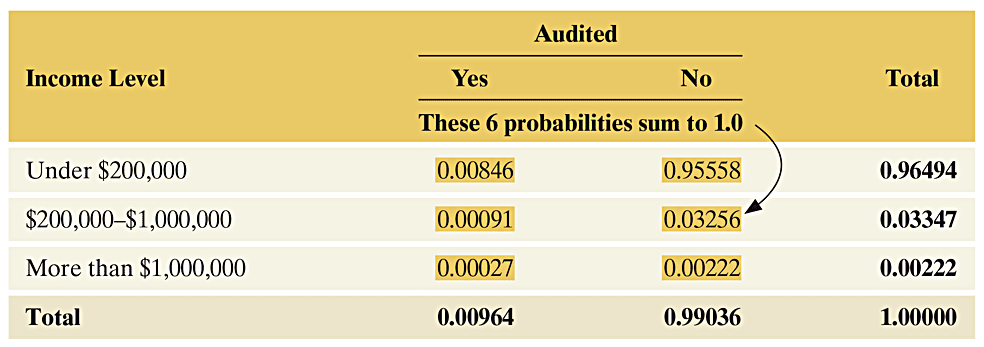 Audited
Income Level Yes No Total
These 6 probabilities sum to 1.0
Under $200,000 0.00846 0.95558 0.96494
$200,000–$1,000,000 0.00091 0.03256 0.03347
More than $1,000,000 0.00027 0.00222 0.00222
Total 0.00964 0.99036 1.00000